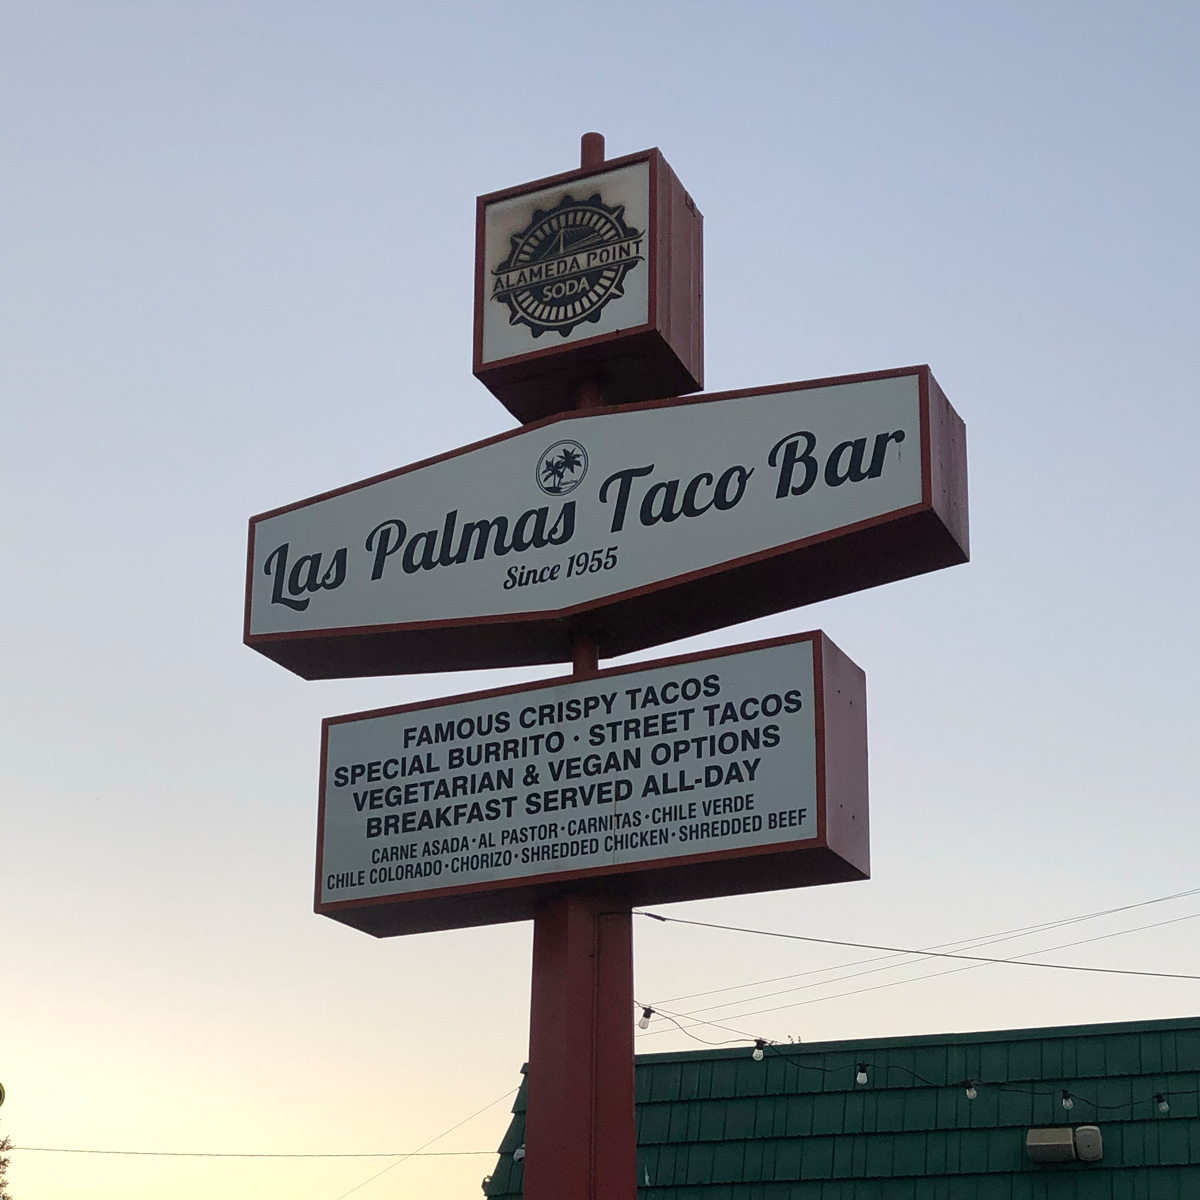 ALAMEDA POINT
SODA
Las Palmas Taco Bar
Since 1955
FAMOUS CRISPY TACOS
SPECIAL BURRITO · STREET TACOS
VEGETARIAN & VEGAN OPTIONS
BREAKFAST SERVED ALL-DAY
CARNE ASADA · AL PASTOR · CARNITAS · CHILE VERDE
CHILE COLORADO · CHORIZO · SHREDDED CHICKEN · SHREDDED BEEF